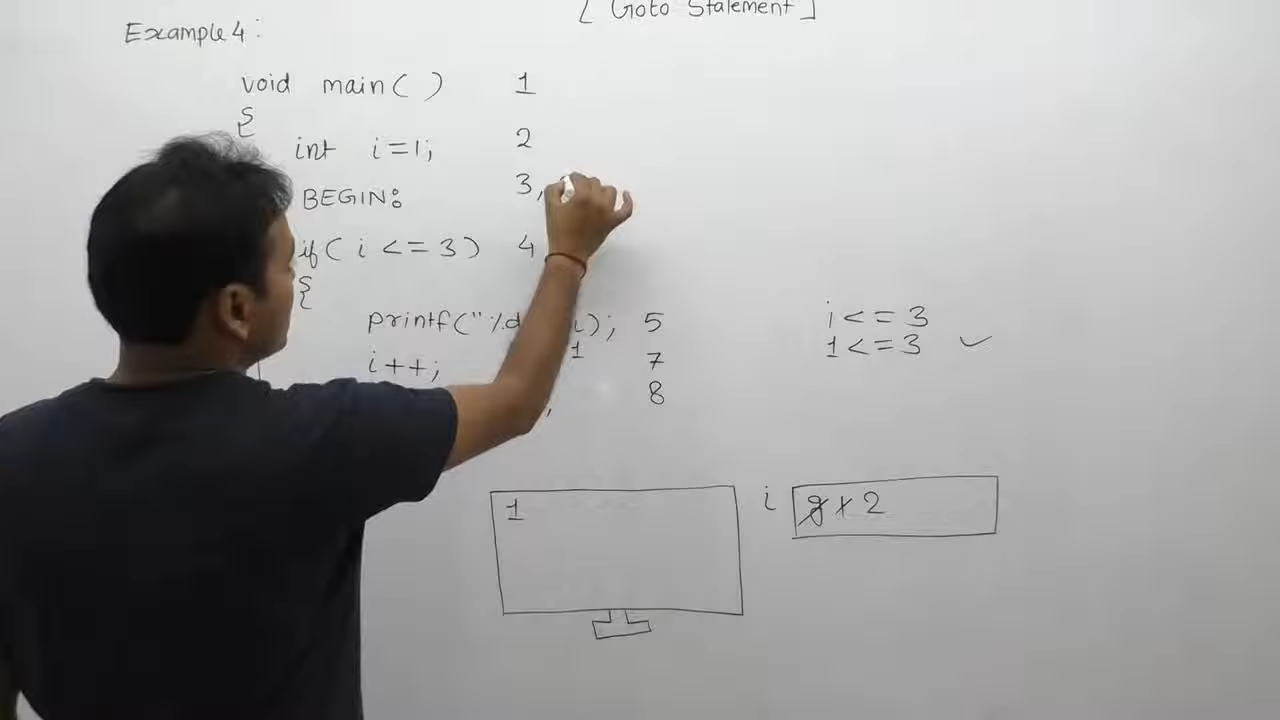 [ Goto Statement ]
Example 4 :
void main( ) 1
{
int i=1; 2
BEGIN: 3,
if( i <= 3) 4
{
printf("%d i); 5
1
i++; 7
, 8
i <= 3
1 <= 3 ✓
1
i 2